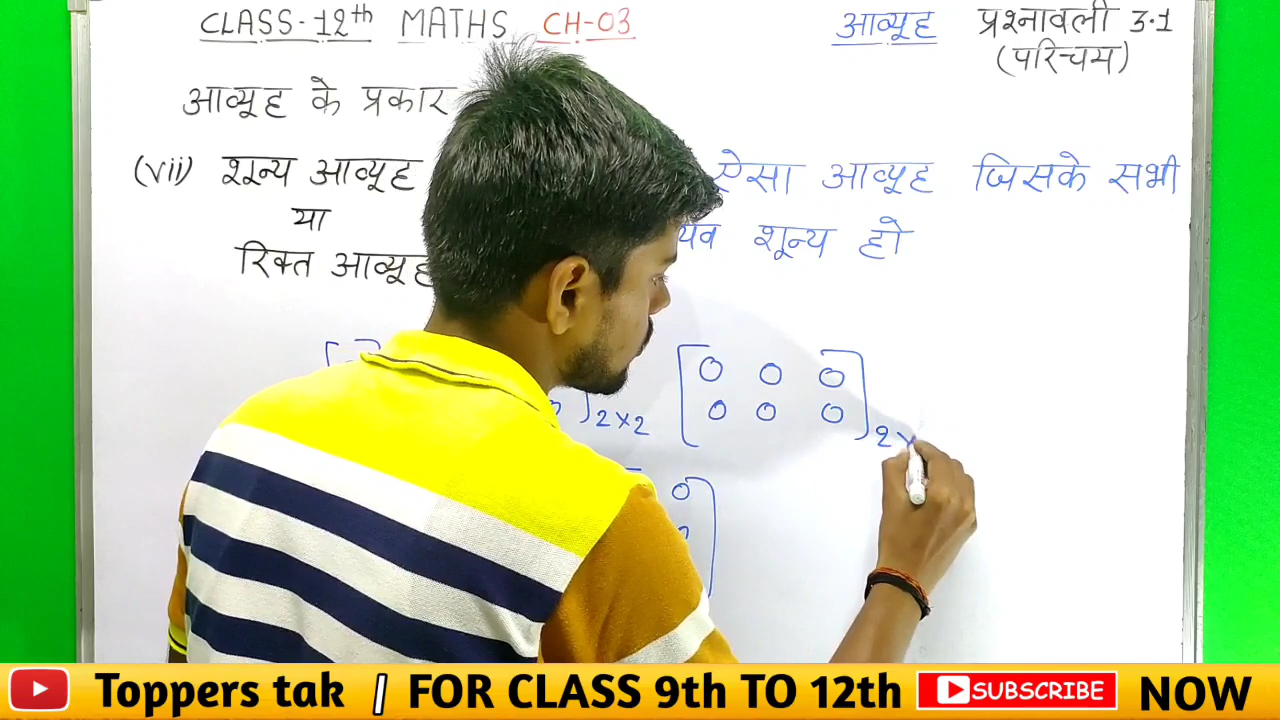 CLASS-12th MATHS CH-03 आव्यूह प्रश्नावली 3.1
(परिचम)
आव्यूह के प्रकार
(vii) शून्य आव्यूह ऐसा आव्यूह जिसके सभी
या यव शून्य हो
रिक्त आव्यूह
0 0 0
2×2 0 0 0 2×
0
Toppers tak | FOR CLASS 9th TO 12th SUBSCRIBE NOW